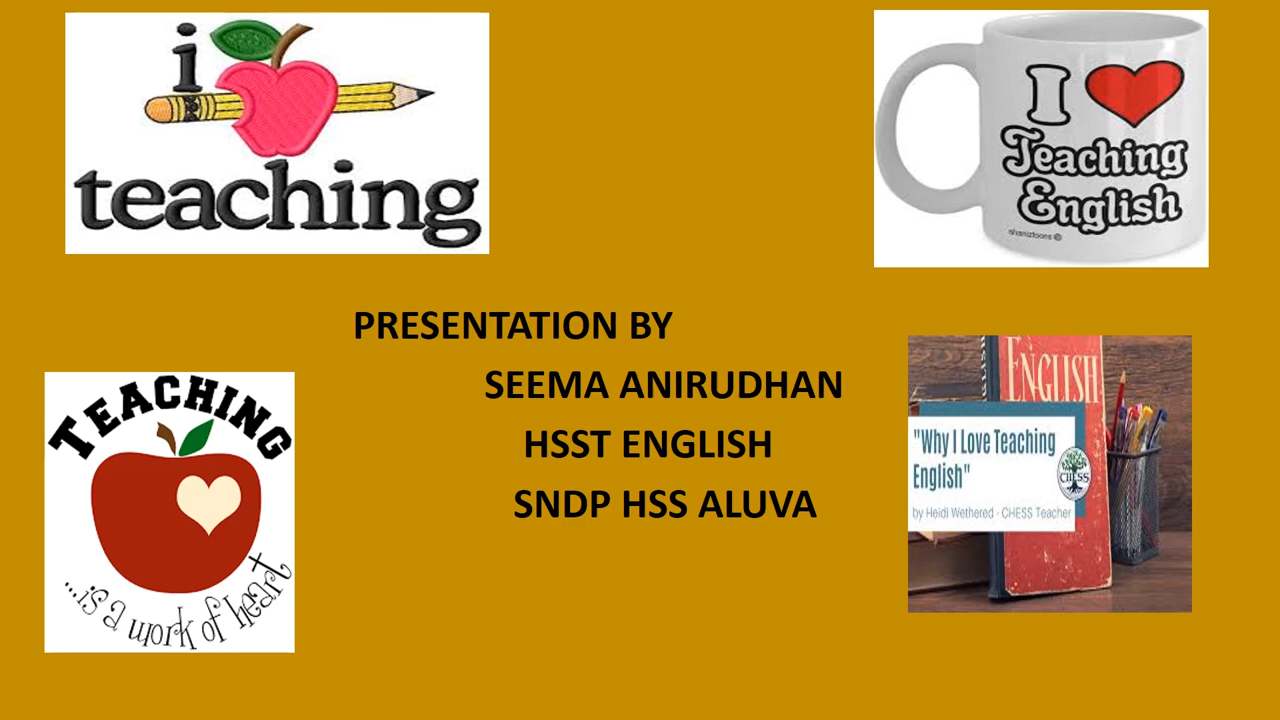 i
teaching
I
Teaching
English
shaniztoons ©
PRESENTATION BY
SEEMA ANIRUDHAN
HSST ENGLISH
SNDP HSS ALUVA
TEACHING
...is a work of heart
ENGLISH
"Why I Love Teaching
English"
CHESS
by Heidi Wethered - CHESS Teacher